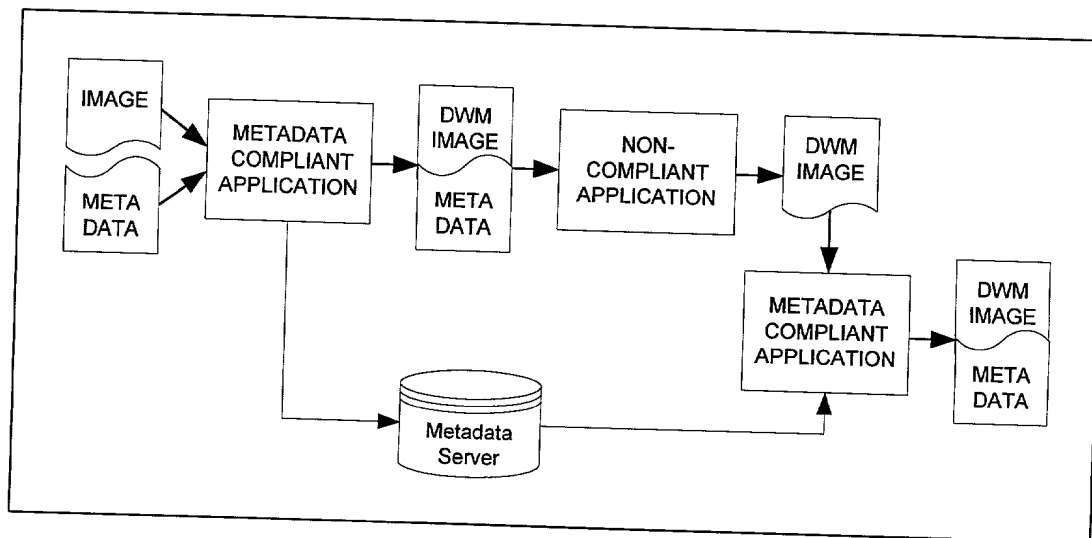 IMAGE
META
DATA
METADATA
COMPLIANT
APPLICATION
DWM
IMAGE
META
DATA
NON-
COMPLIANT
APPLICATION
DWM
IMAGE
METADATA
COMPLIANT
APPLICATION
DWM
IMAGE
META
DATA
Metadata
Server